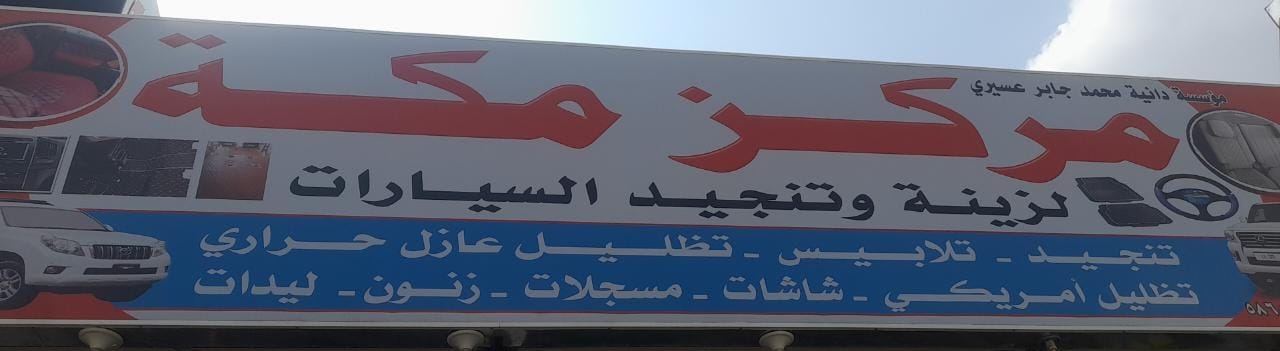 مؤسسة دانية محمد جابر عسيري
مركز مكة
لزينة وتنجيد السيارات
تنجيد - تلابيس - تظليل عازل حراري
تظليل أمريكي - شاشات - مسجلات - زنون - ليدات
٥٨٦